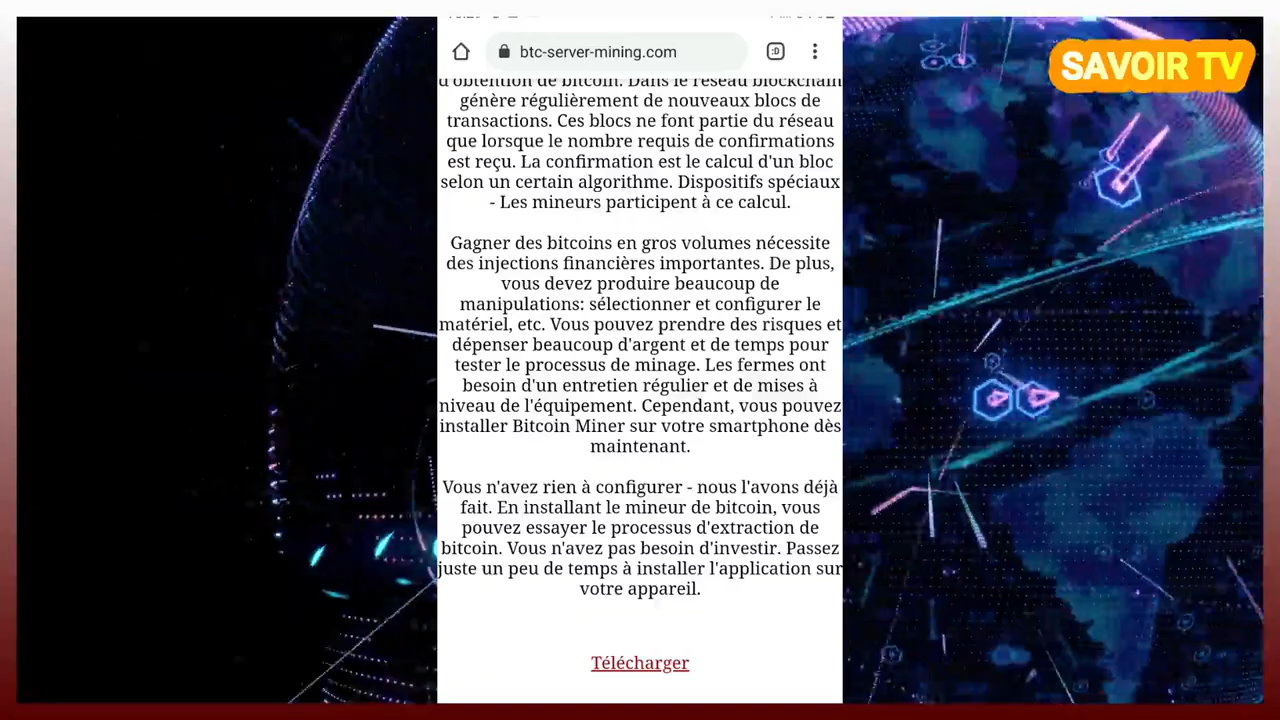 btc-server-mining.com
:D
SAVOIR TV
d'obtention de bitcoin. Dans le réseau blockchain
génère régulièrement de nouveaux blocs de
transactions. Ces blocs ne font partie du réseau
que lorsque le nombre requis de confirmations
est reçu. La confirmation est le calcul d'un bloc
selon un certain algorithme. Dispositifs spéciaux
- Les mineurs participent à ce calcul.
Gagner des bitcoins en gros volumes nécessite
des injections financières importantes. De plus,
vous devez produire beaucoup de
manipulations: sélectionner et configurer le
matériel, etc. Vous pouvez prendre des risques et
dépenser beaucoup d'argent et de temps pour
tester le processus de minage. Les fermes ont
besoin d'un entretien régulier et de mises à
niveau de l'équipement. Cependant, vous pouvez
installer Bitcoin Miner sur votre smartphone dès
maintenant.
Vous n'avez rien à configurer - nous l'avons déjà
fait. En installant le mineur de bitcoin, vous
pouvez essayer le processus d'extraction de
bitcoin. Vous n'avez pas besoin d'investir. Passez
juste un peu de temps à installer l'application sur
votre appareil.
Télécharger